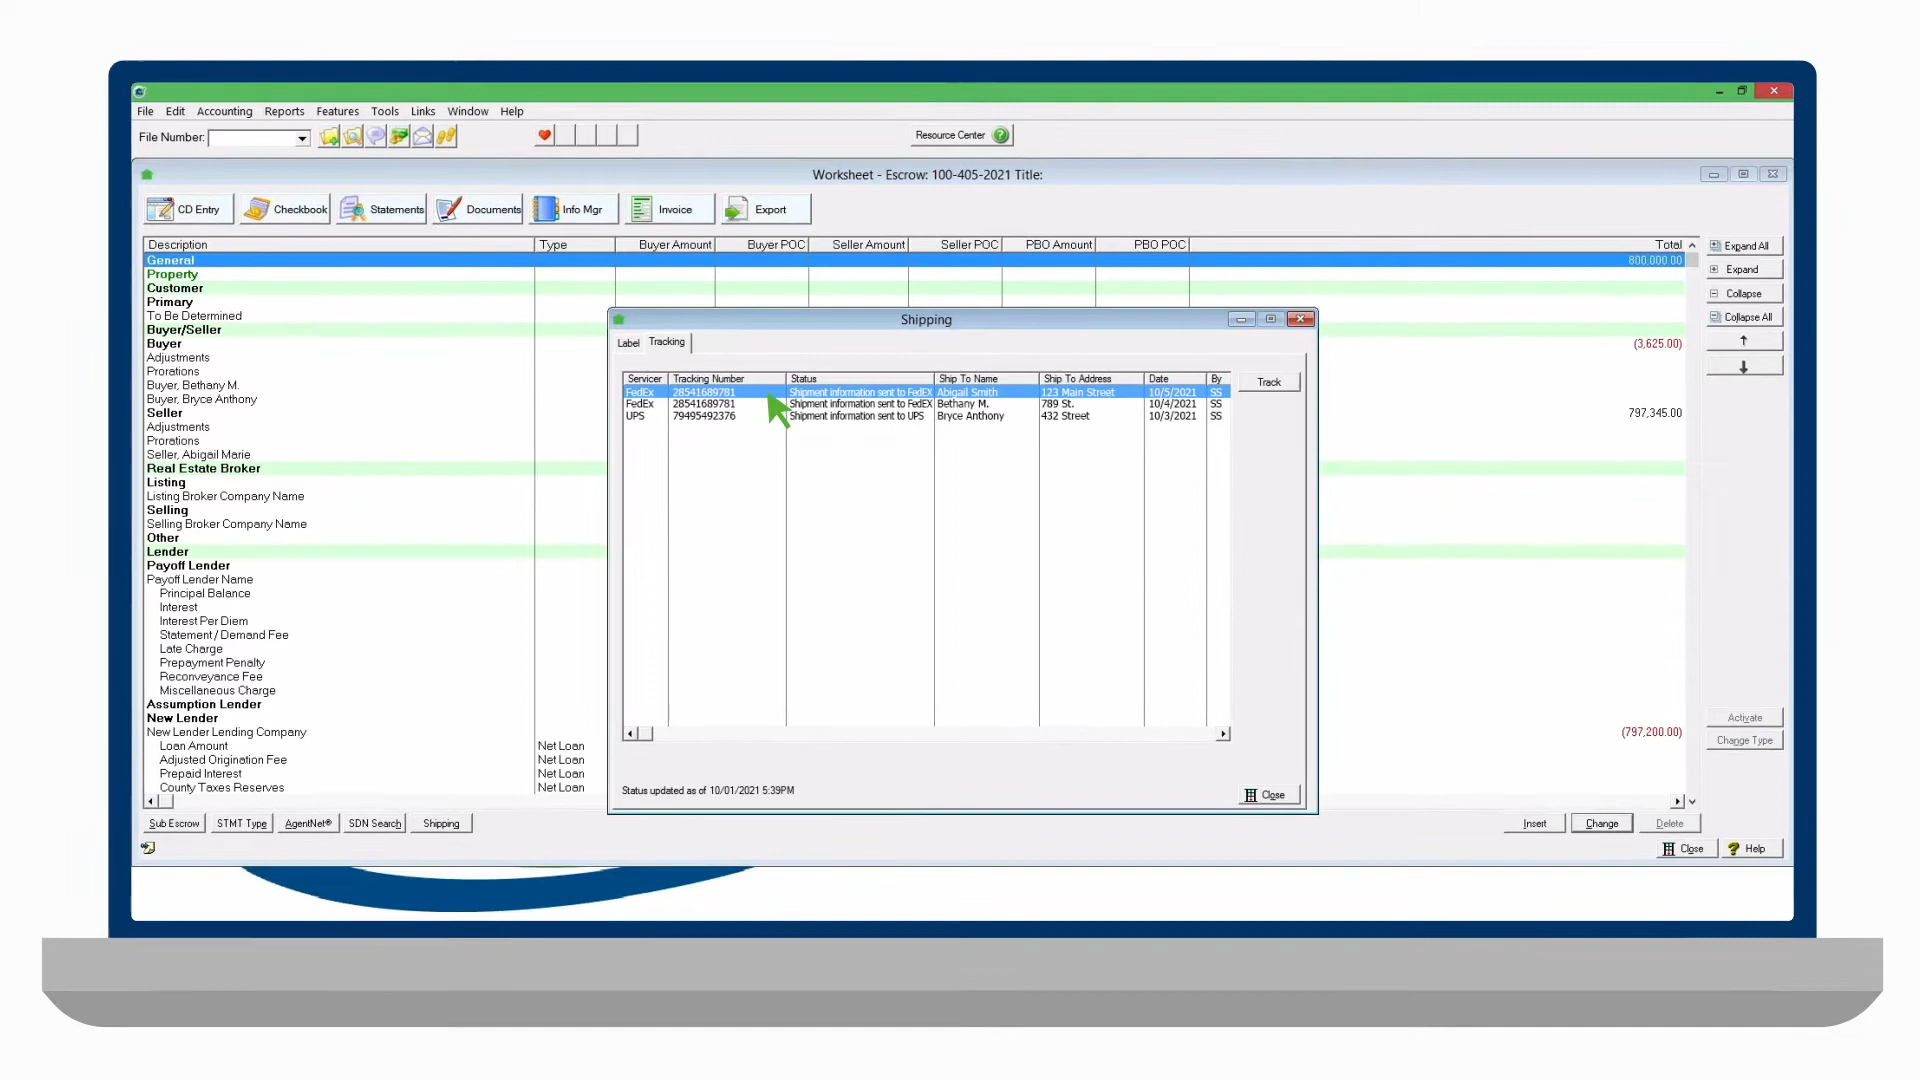 File Edit Accounting Reports Features Tools Links Window Help
File Number:
Resource Center
Worksheet - Escrow: 100-405-2021 Title:
CD Entry Checkbook Statements Documents Info Mgr Invoice Export
Description Type Buyer Amount Buyer POC Seller Amount Seller POC PBO Amount PBO POC Total
General 800,000.00
Property
Customer
Primary
To Be Determined
Buyer/Seller
Buyer (3,625.00)
Adjustments
Prorations
Buyer, Bethany M.
Buyer, Bryce Anthony
Seller 797,345.00
Adjustments
Prorations
Seller, Abigail Marie
Real Estate Broker
Listing
Listing Broker Company Name
Selling
Selling Broker Company Name
Other
Lender
Payoff Lender
Payoff Lender Name
Principal Balance
Interest
Interest Per Diem
Statement / Demand Fee
Late Charge
Prepayment Penalty
Reconveyance Fee
Miscellaneous Charge
Assumption Lender
New Lender
New Lender Lending Company (797,200.00)
Loan Amount Net Loan
Adjusted Origination Fee Net Loan
Prepaid Interest Net Loan
County Taxes Reserves Net Loan
Expand All
Expand
Collapse
Collapse All
Activate
Change Type
Shipping
Label Tracking
Servicer Tracking Number Status Ship To Name Ship To Address Date By
FedEx 28541689781 Shipment information sent to FedEX Abigail Smith 123 Main Street 10/5/2021 SS
FedEx 28541689781 Shipment information sent to FedEX Bethany M. 789 St. 10/4/2021 SS
UPS 79495492376 Shipment information sent to UPS Bryce Anthony 432 Street 10/3/2021 SS
Track
Status updated as of 10/01/2021 5:39PM
Close
Sub Escrow STMT Type AgentNet® SDN Search Shipping Insert Change Delete
Close Help